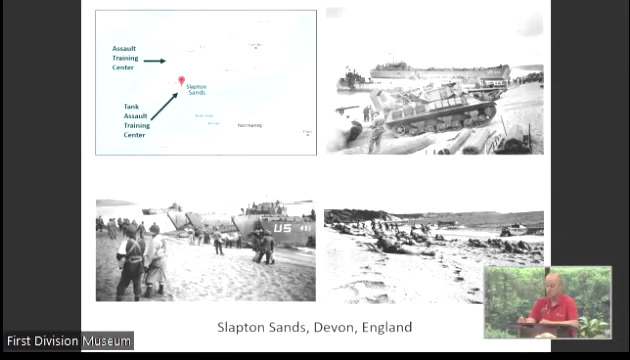 Assault
Training
Center
Slapton
Sands
Tank
Assault
Training
Center
US
Slapton Sands, Devon, England
First Division Museum